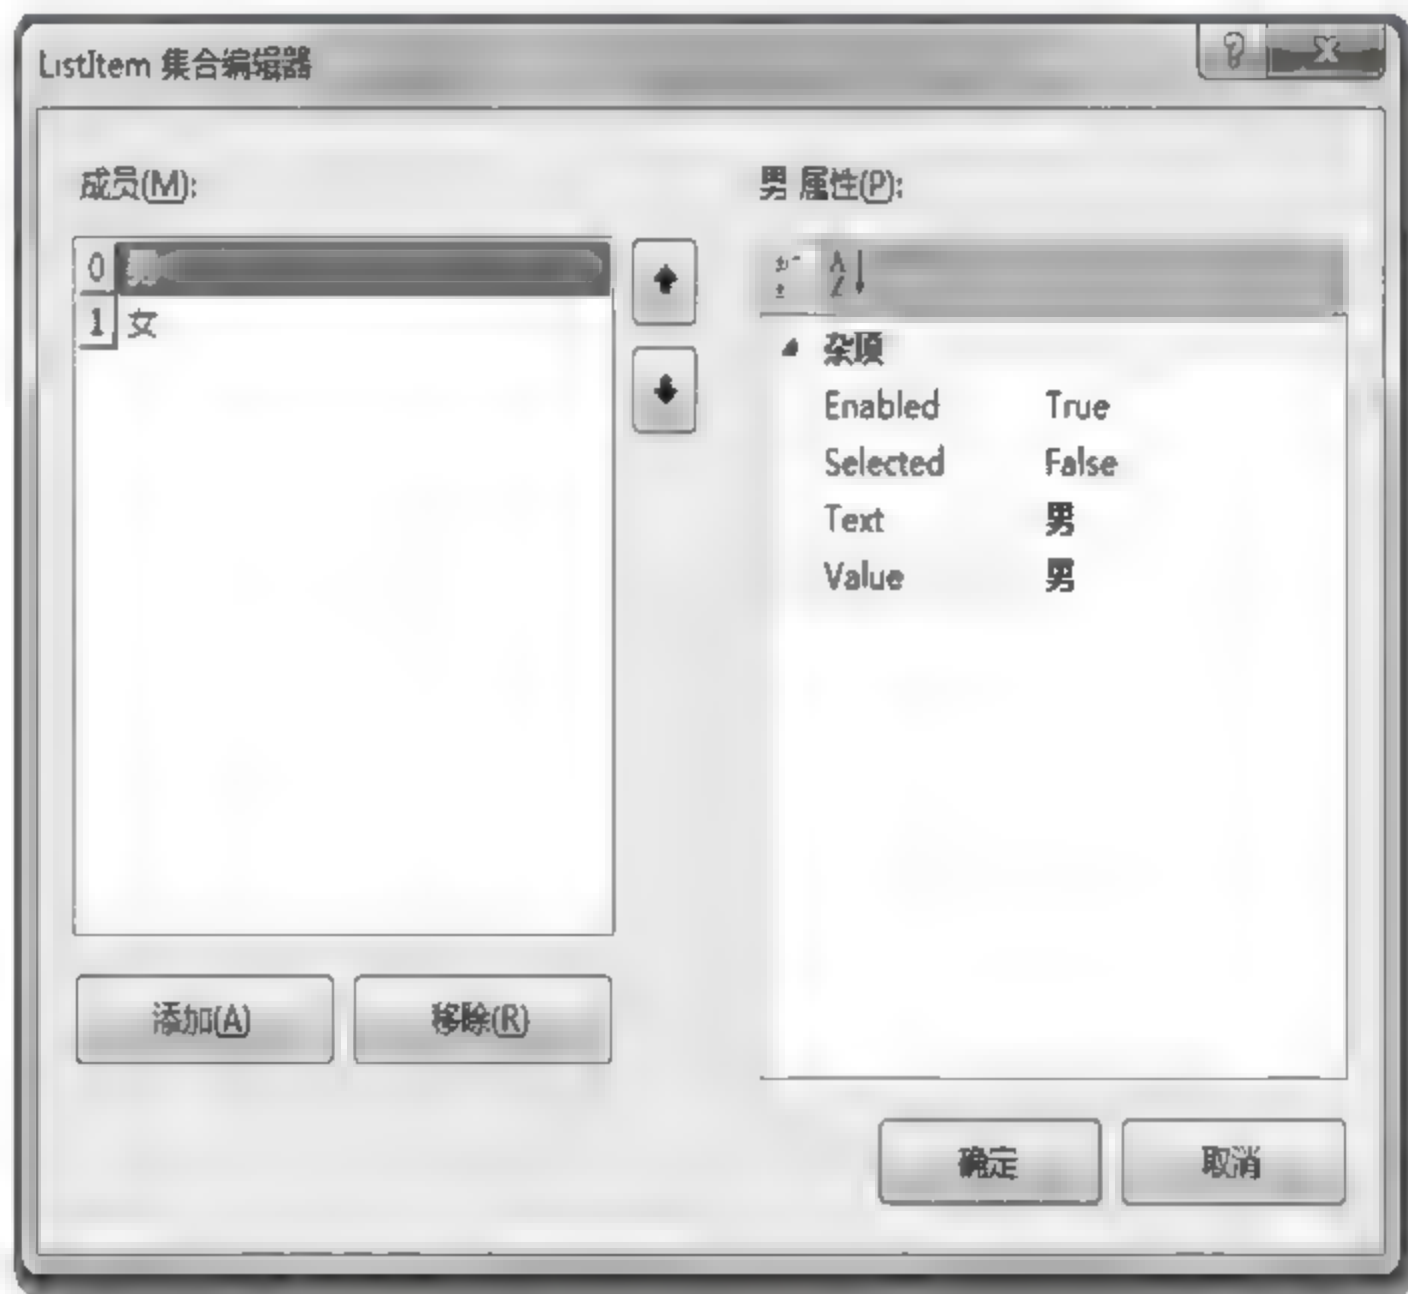 ListItem 集合编辑器
成员(M):
0
1 女
添加(A) 移除(R)
男 属性(P):
杂项
Enabled True
Selected False
Text 男
Value 男
确定 取消